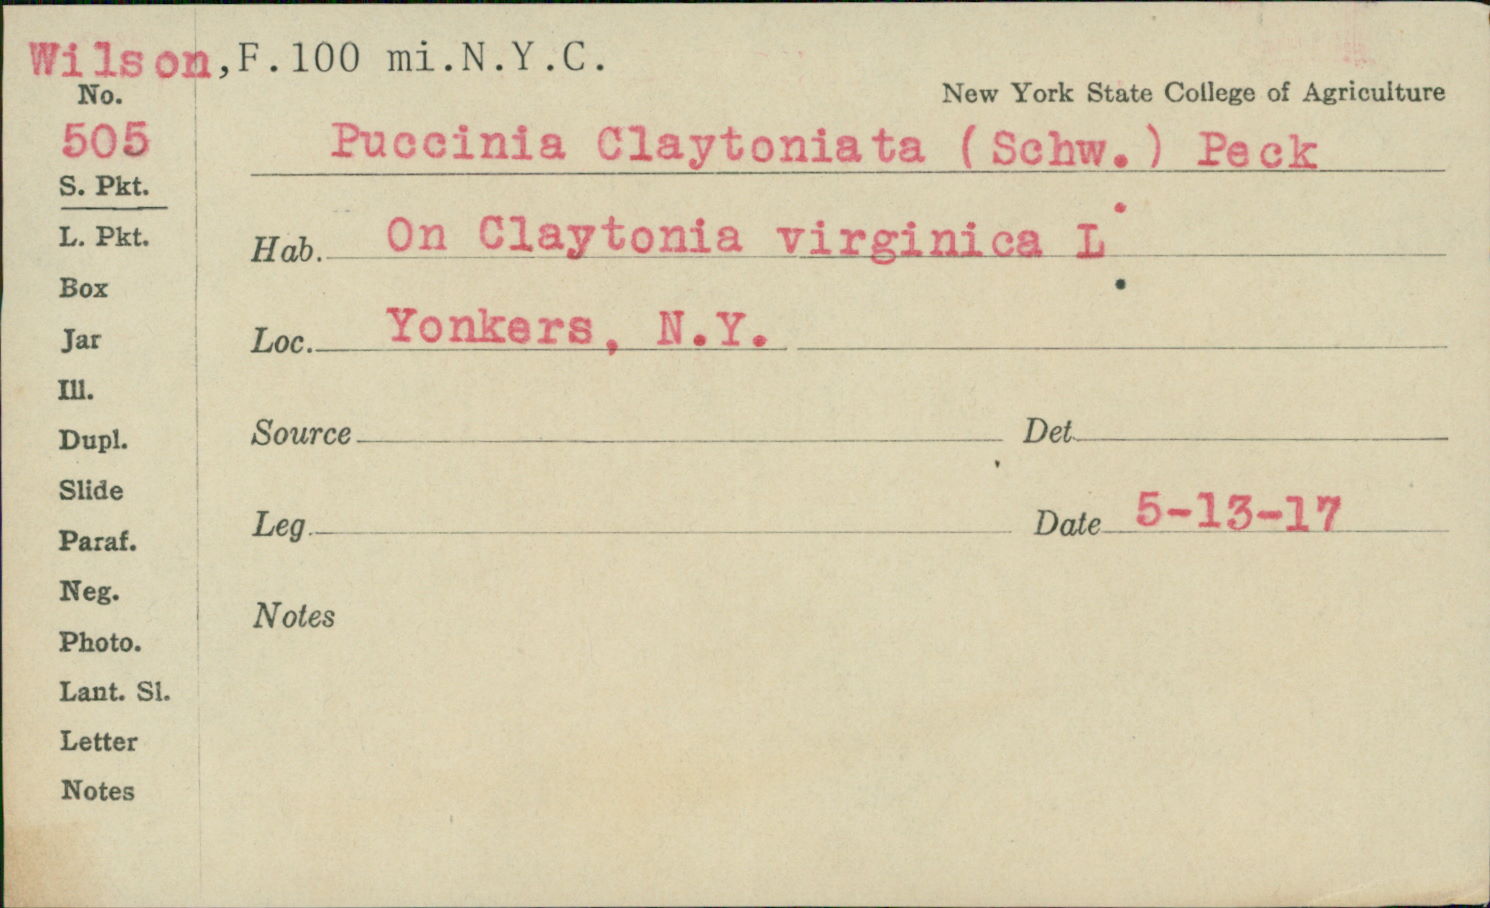 Wilson,F.100 mi.N.Y.C.
New York State College of Agriculture
No.
505
Puccinia Claytoniata (Schw.) Peck
S. Pkt.
L. Pkt.
Hab. On Claytonia virginica L.
Box
Jar
Loc. Yonkers, N.Y.
Ill.
Dupl.
Source Det.
Slide
Leg. Date 5-13-17
Paraf.
Neg.
Notes
Photo.
Lant. Sl.
Letter
Notes